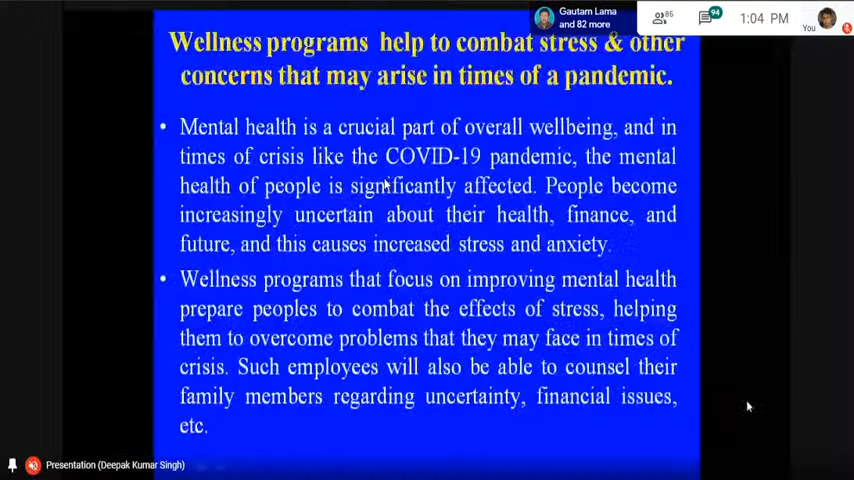 Gautam Lama
and 82 more
85
94
1:04 PM
You
Wellness programs help to combat stress & other
concerns that may arise in times of a pandemic.
• Mental health is a crucial part of overall wellbeing, and in
times of crisis like the COVID-19 pandemic, the mental
health of people is significantly affected. People become
increasingly uncertain about their health, finance, and
future, and this causes increased stress and anxiety.
• Wellness programs that focus on improving mental health
prepare peoples to combat the effects of stress, helping
them to overcome problems that they may face in times of
crisis. Such employees will also be able to counsel their
family members regarding uncertainty, financial issues,
etc.
Presentation (Deepak Kumar Singh)